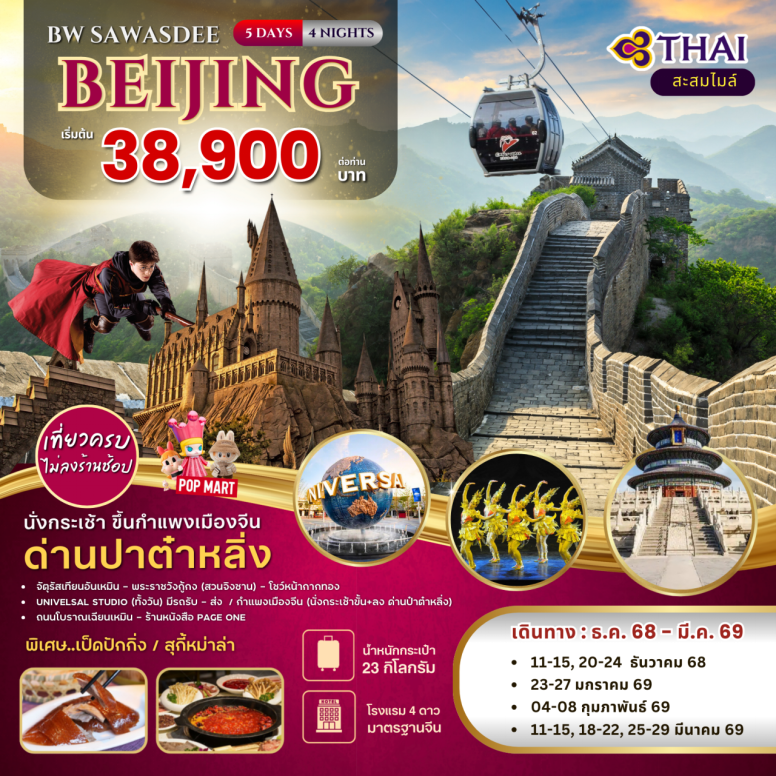 BW SAWASDEE
5 DAYS 4 NIGHTS
BEIJING
เริ่มต้น 38,900 ต่อท่าน บาท
THAI
สะสมไมล์
เที่ยวครบ
ไม่ลงร้านช้อป
POP MART
UNIVERSA
นั่งกระเช้า ขึ้นกำแพงเมืองจีน
ด่านปาต๋าหลิ่ง
• จัตุรัสเทียนอันเหมิน – พระราชวังกู้กง (สวนจิงซาน) – โชว์หน้ากากทอง
• UNIVELSAL STUDIO (ทั้งวัน) มีรถรับ - ส่ง / กำแพงเมืองจีน (นั่งกระเช้าขึ้น+ลง ด่านปาต๋าหลิ่ง)
• ถนนโบราณเฉียนเหมิน – ร้านหนังสือ PAGE ONE
พิเศษ..เป็ดปักกิ่ง / สุกี้หม่าล่า
น้ำหนักกระเป๋า
23 กิโลกรัม
HOTEL
โรงแรม 4 ดาว
มาตรฐานจีน
เดินทาง : ธ.ค. 68 – มี.ค. 69
• 11-15, 20-24 ธันวาคม 68
• 23-27 มกราคม 69
• 04-08 กุมภาพันธ์ 69
• 11-15, 18-22, 25-29 มีนาคม 69